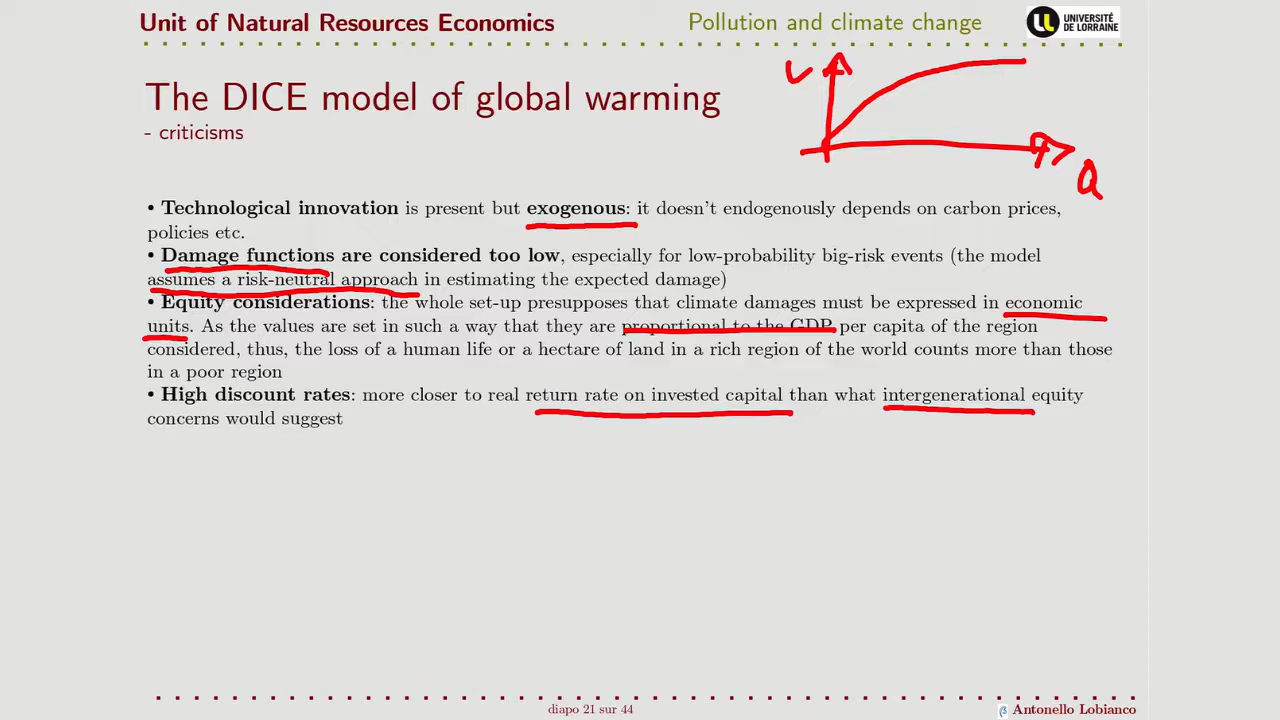 Unit of Natural Resources Economics
Pollution and climate change
UNIVERSITÉ
DE LORRAINE
The DICE model of global warming
- criticisms
U
Q
• Technological innovation is present but exogenous: it doesn't endogenously depends on carbon prices,
policies etc.
• Damage functions are considered too low, especially for low-probability big-risk events (the model
assumes a risk-neutral approach in estimating the expected damage)
• Equity considerations: the whole set-up presupposes that climate damages must be expressed in economic
units. As the values are set in such a way that they are proportional to the GDP per capita of the region
considered, thus, the loss of a human life or a hectare of land in a rich region of the world counts more than those
in a poor region
• High discount rates: more closer to real return rate on invested capital than what intergenerational equity
concerns would suggest
diapo 21 sur 44
Antonello Lobianco